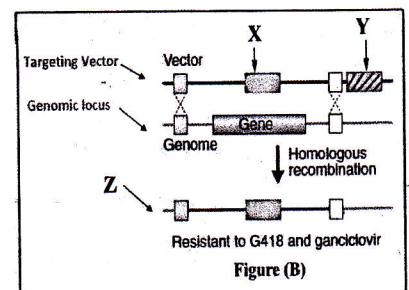 X
Y
Targeting Vector
Vector
Genomic locus
Gene
Genome
Homologous
recombination
Z
Resistant to G418 and ganciclovir
Figure (B)